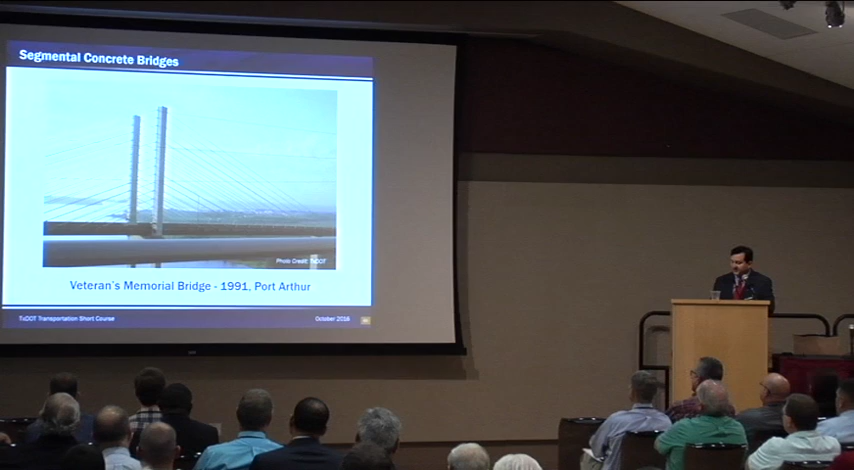 Segmental Concrete Bridges
Photo Credit: TxDOT
Veteran's Memorial Bridge - 1991, Port Arthur
TxDOT Transportation Short Course
October 2016